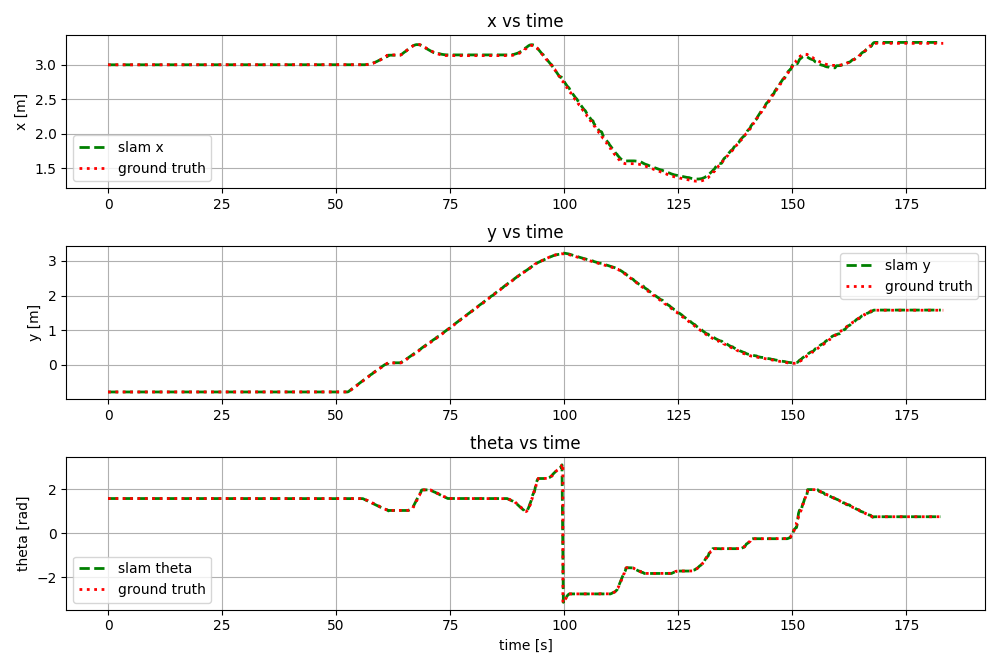 x vs time
x [m]
3.0
2.5
2.0
1.5
slam x
ground truth
0 25 50 75 100 125 150 175
y vs time
y [m]
3
2
1
0
slam y
ground truth
0 25 50 75 100 125 150 175
theta vs time
theta [rad]
2
0
−2
slam theta
ground truth
0 25 50 75 100 125 150 175
time [s]